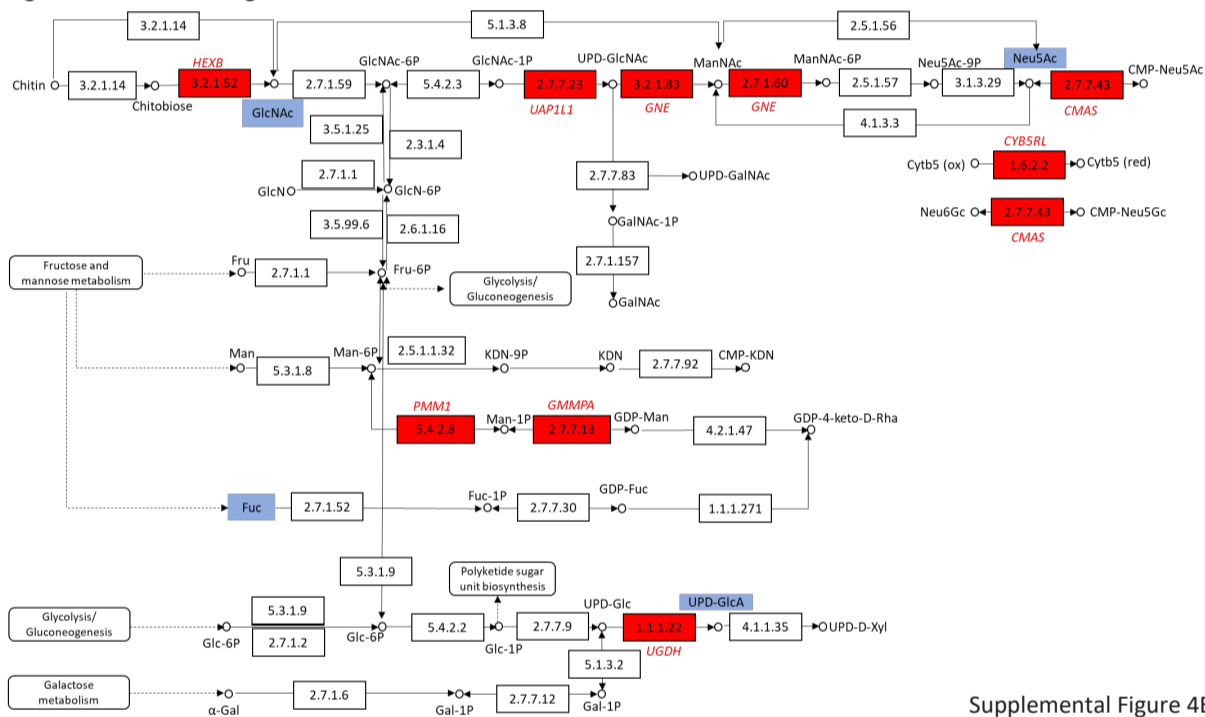 3.2.1.14
5.1.3.8
2.5.1.56
HEXB
GlcNAc-6P
GlcNAc-1P
UPD-GlcNAc
ManNAc
ManNAc-6P
Neu5Ac-9P
Neu5Ac
Chitin
3.2.1.14
3.2.1.52
2.7.1.59
5.4.2.3
2.7.7.23
3.2.1.83
2.7.1.60
2.5.1.57
3.1.3.29
2.7.7.43
CMP-Neu5Ac
Chitobiose
GlcNAc
UAP1L1
GNE
GNE
CMAS
3.5.1.25
4.1.3.3
2.3.1.4
CYB5RL
Cytb5 (ox)
1.6.2.2
Cytb5 (red)
2.7.1.1
2.7.7.83
UPD-GalNAc
GlcN
GlcN-6P
Neu6Gc
2.7.7.43
CMP-Neu5Gc
CMAS
3.5.99.6
2.6.1.16
GalNAc-1P
Fructose and
mannose metabolism
Fru
2.7.1.1
Fru-6P
2.7.1.157
Glycolysis/
Gluconeogenesis
GalNAc
Man
5.3.1.8
Man-6P
2.5.1.1.32
KDN-9P
KDN
2.7.7.92
CMP-KDN
PMM1
GMMPA
5.4.2.8
Man-1P
2.7.7.13
GDP-Man
4.2.1.47
GDP-4-keto-D-Rha
Fuc
2.7.1.52
Fuc-1P
2.7.7.30
GDP-Fuc
1.1.1.271
5.3.1.9
Polyketide sugar
unit biosynthesis
Glycolysis/
Gluconeogenesis
5.3.1.9
Glc-6P
2.7.1.2
Glc-6P
5.4.2.2
Glc-1P
2.7.7.9
UPD-Glc
1.1.1.22
UPD-GlcA
4.1.1.35
UPD-D-Xyl
UGDH
5.1.3.2
Galactose
metabolism
α-Gal
2.7.1.6
Gal-1P
2.7.7.12
Gal-1P
Supplemental Figure 4